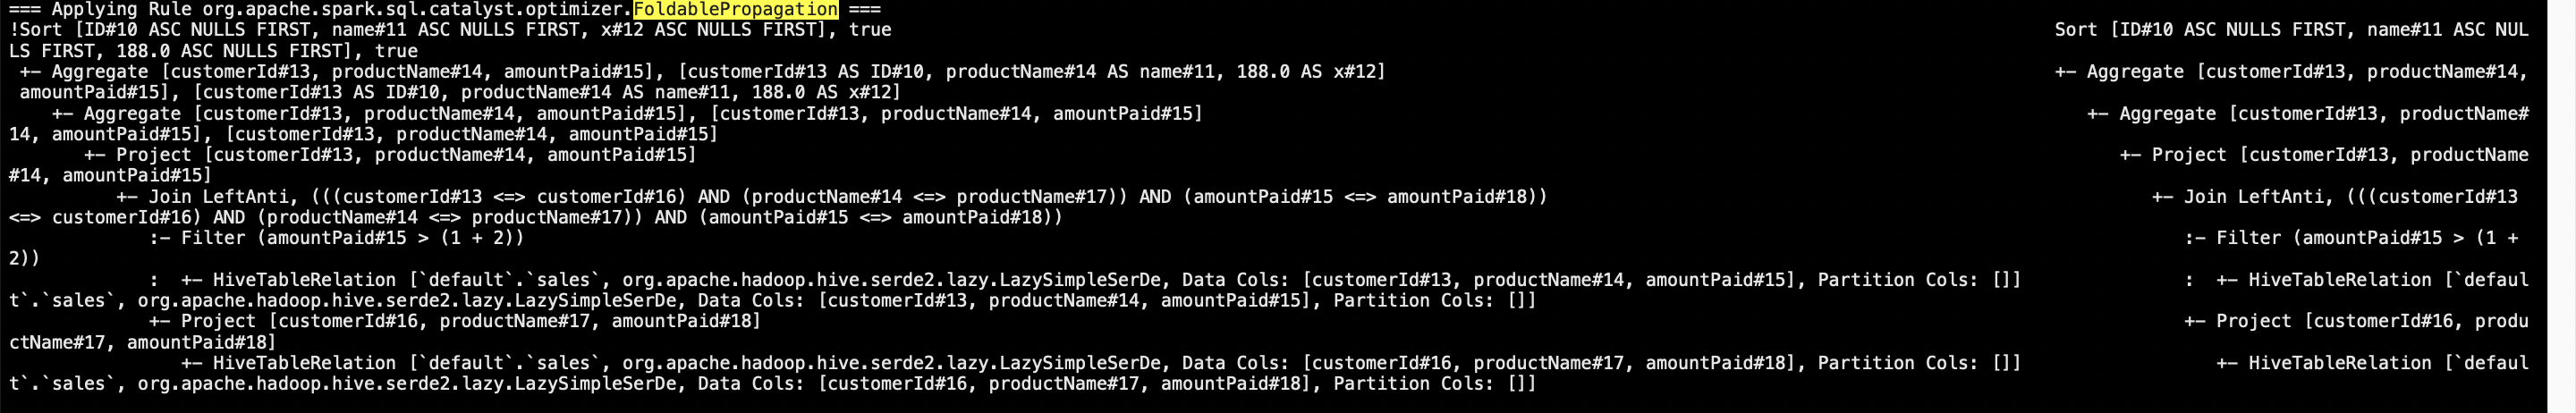 === Applying Rule org.apache.spark.sql.catalyst.optimizer.FoldablePropagation ===
!Sort [ID#10 ASC NULLS FIRST, name#11 ASC NULLS FIRST, x#12 ASC NULLS FIRST], true Sort [ID#10 ASC NULLS FIRST, name#11 ASC NUL
LS FIRST, 188.0 ASC NULLS FIRST], true
+- Aggregate [customerId#13, productName#14, amountPaid#15], [customerId#13 AS ID#10, productName#14 AS name#11, 188.0 AS x#12] +- Aggregate [customerId#13, productName#14,
amountPaid#15], [customerId#13 AS ID#10, productName#14 AS name#11, 188.0 AS x#12]
+- Aggregate [customerId#13, productName#14, amountPaid#15], [customerId#13, productName#14, amountPaid#15] +- Aggregate [customerId#13, productName#
14, amountPaid#15], [customerId#13, productName#14, amountPaid#15]
+- Project [customerId#13, productName#14, amountPaid#15] +- Project [customerId#13, productName
#14, amountPaid#15]
+- Join LeftAnti, (((customerId#13 <=> customerId#16) AND (productName#14 <=> productName#17)) AND (amountPaid#15 <=> amountPaid#18)) +- Join LeftAnti, (((customerId#13
<=> customerId#16) AND (productName#14 <=> productName#17)) AND (amountPaid#15 <=> amountPaid#18))
:- Filter (amountPaid#15 > (1 + 2)) :- Filter (amountPaid#15 > (1 +
2))
: +- HiveTableRelation [`default`.`sales`, org.apache.hadoop.hive.serde2.lazy.LazySimpleSerDe, Data Cols: [customerId#13, productName#14, amountPaid#15], Partition Cols: []] : +- HiveTableRelation [`defaul
t`.`sales`, org.apache.hadoop.hive.serde2.lazy.LazySimpleSerDe, Data Cols: [customerId#13, productName#14, amountPaid#15], Partition Cols: []]
+- Project [customerId#16, productName#17, amountPaid#18] +- Project [customerId#16, produ
ctName#17, amountPaid#18]
+- HiveTableRelation [`default`.`sales`, org.apache.hadoop.hive.serde2.lazy.LazySimpleSerDe, Data Cols: [customerId#16, productName#17, amountPaid#18], Partition Cols: []] +- HiveTableRelation [`defaul
t`.`sales`, org.apache.hadoop.hive.serde2.lazy.LazySimpleSerDe, Data Cols: [customerId#16, productName#17, amountPaid#18], Partition Cols: []]